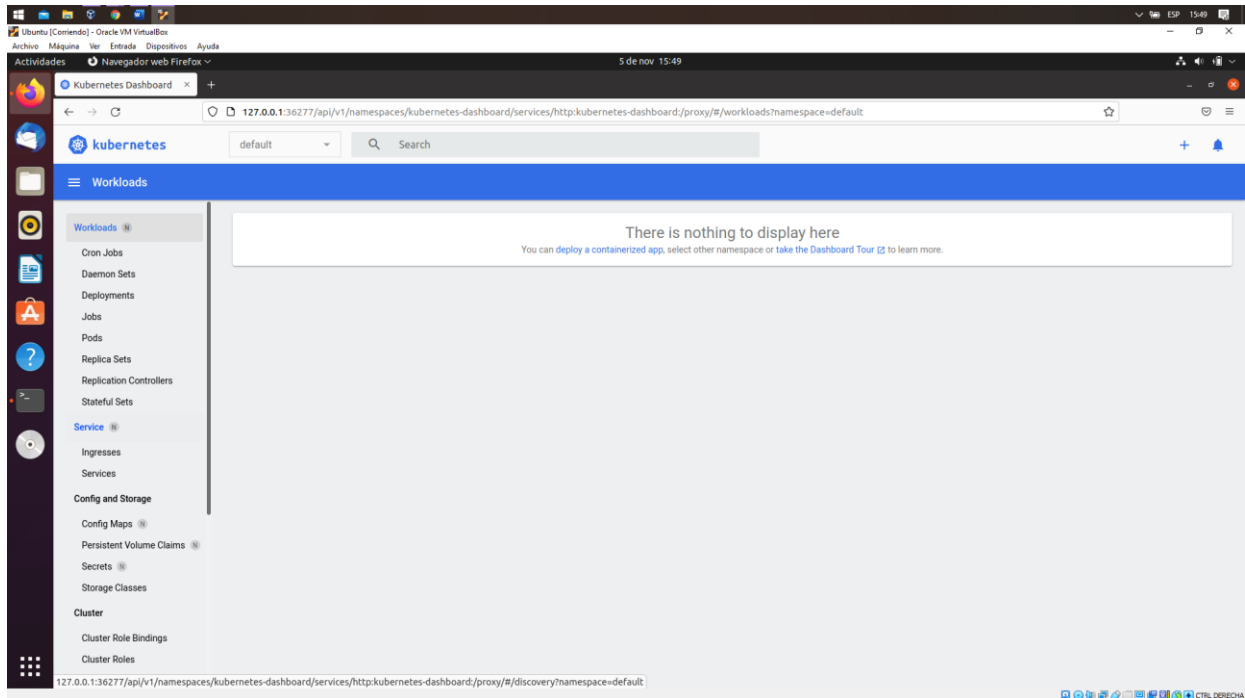 ESP 15:49
Ubuntu [Corriendo] - Oracle VM VirtualBox
Archivo Máquina Ver Entrada Dispositivos Ayuda
Actividades Navegador web Firefox 5 de nov 15:49
Kubernetes Dashboard
127.0.0.1:36277/api/v1/namespaces/kubernetes-dashboard/services/http:kubernetes-dashboard:/proxy/#/workloads?namespace=default
kubernetes default Search
Workloads
Workloads N
There is nothing to display here
You can deploy a containerized app, select other namespace or take the Dashboard Tour to learn more.
Cron Jobs
Daemon Sets
Deployments
Jobs
Pods
Replica Sets
Replication Controllers
Stateful Sets
Service N
Ingresses
Services
Config and Storage
Config Maps N
Persistent Volume Claims N
Secrets N
Storage Classes
Cluster
Cluster Role Bindings
Cluster Roles
127.0.0.1:36277/api/v1/namespaces/kubernetes-dashboard/services/http:kubernetes-dashboard:/proxy/#/discovery?namespace=default
CTRL DERECHA